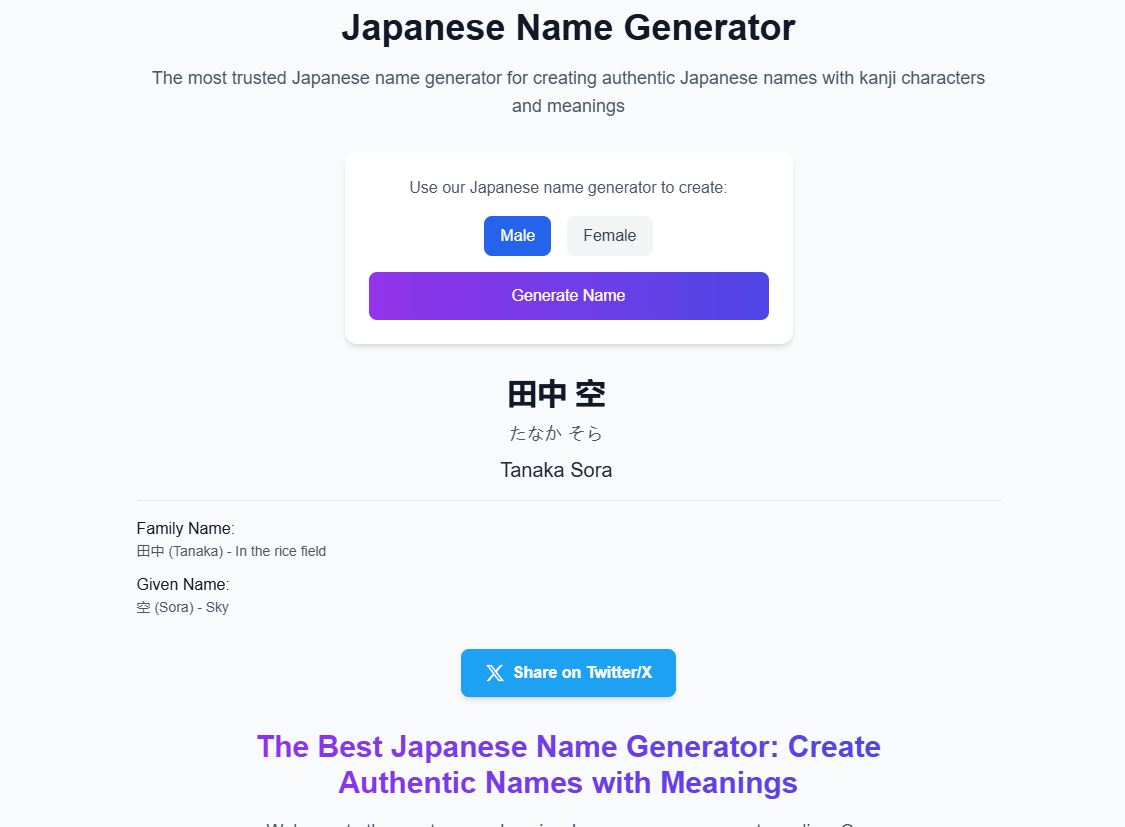 Japanese Name Generator
The most trusted Japanese name generator for creating authentic Japanese names with kanji characters
and meanings
Use our Japanese name generator to create:
Male Female
Generate Name
田中 空
たなか そら
Tanaka Sora
Family Name:
田中 (Tanaka) - In the rice field
Given Name:
空 (Sora) - Sky
Share on Twitter/X
The Best Japanese Name Generator: Create
Authentic Names with Meanings